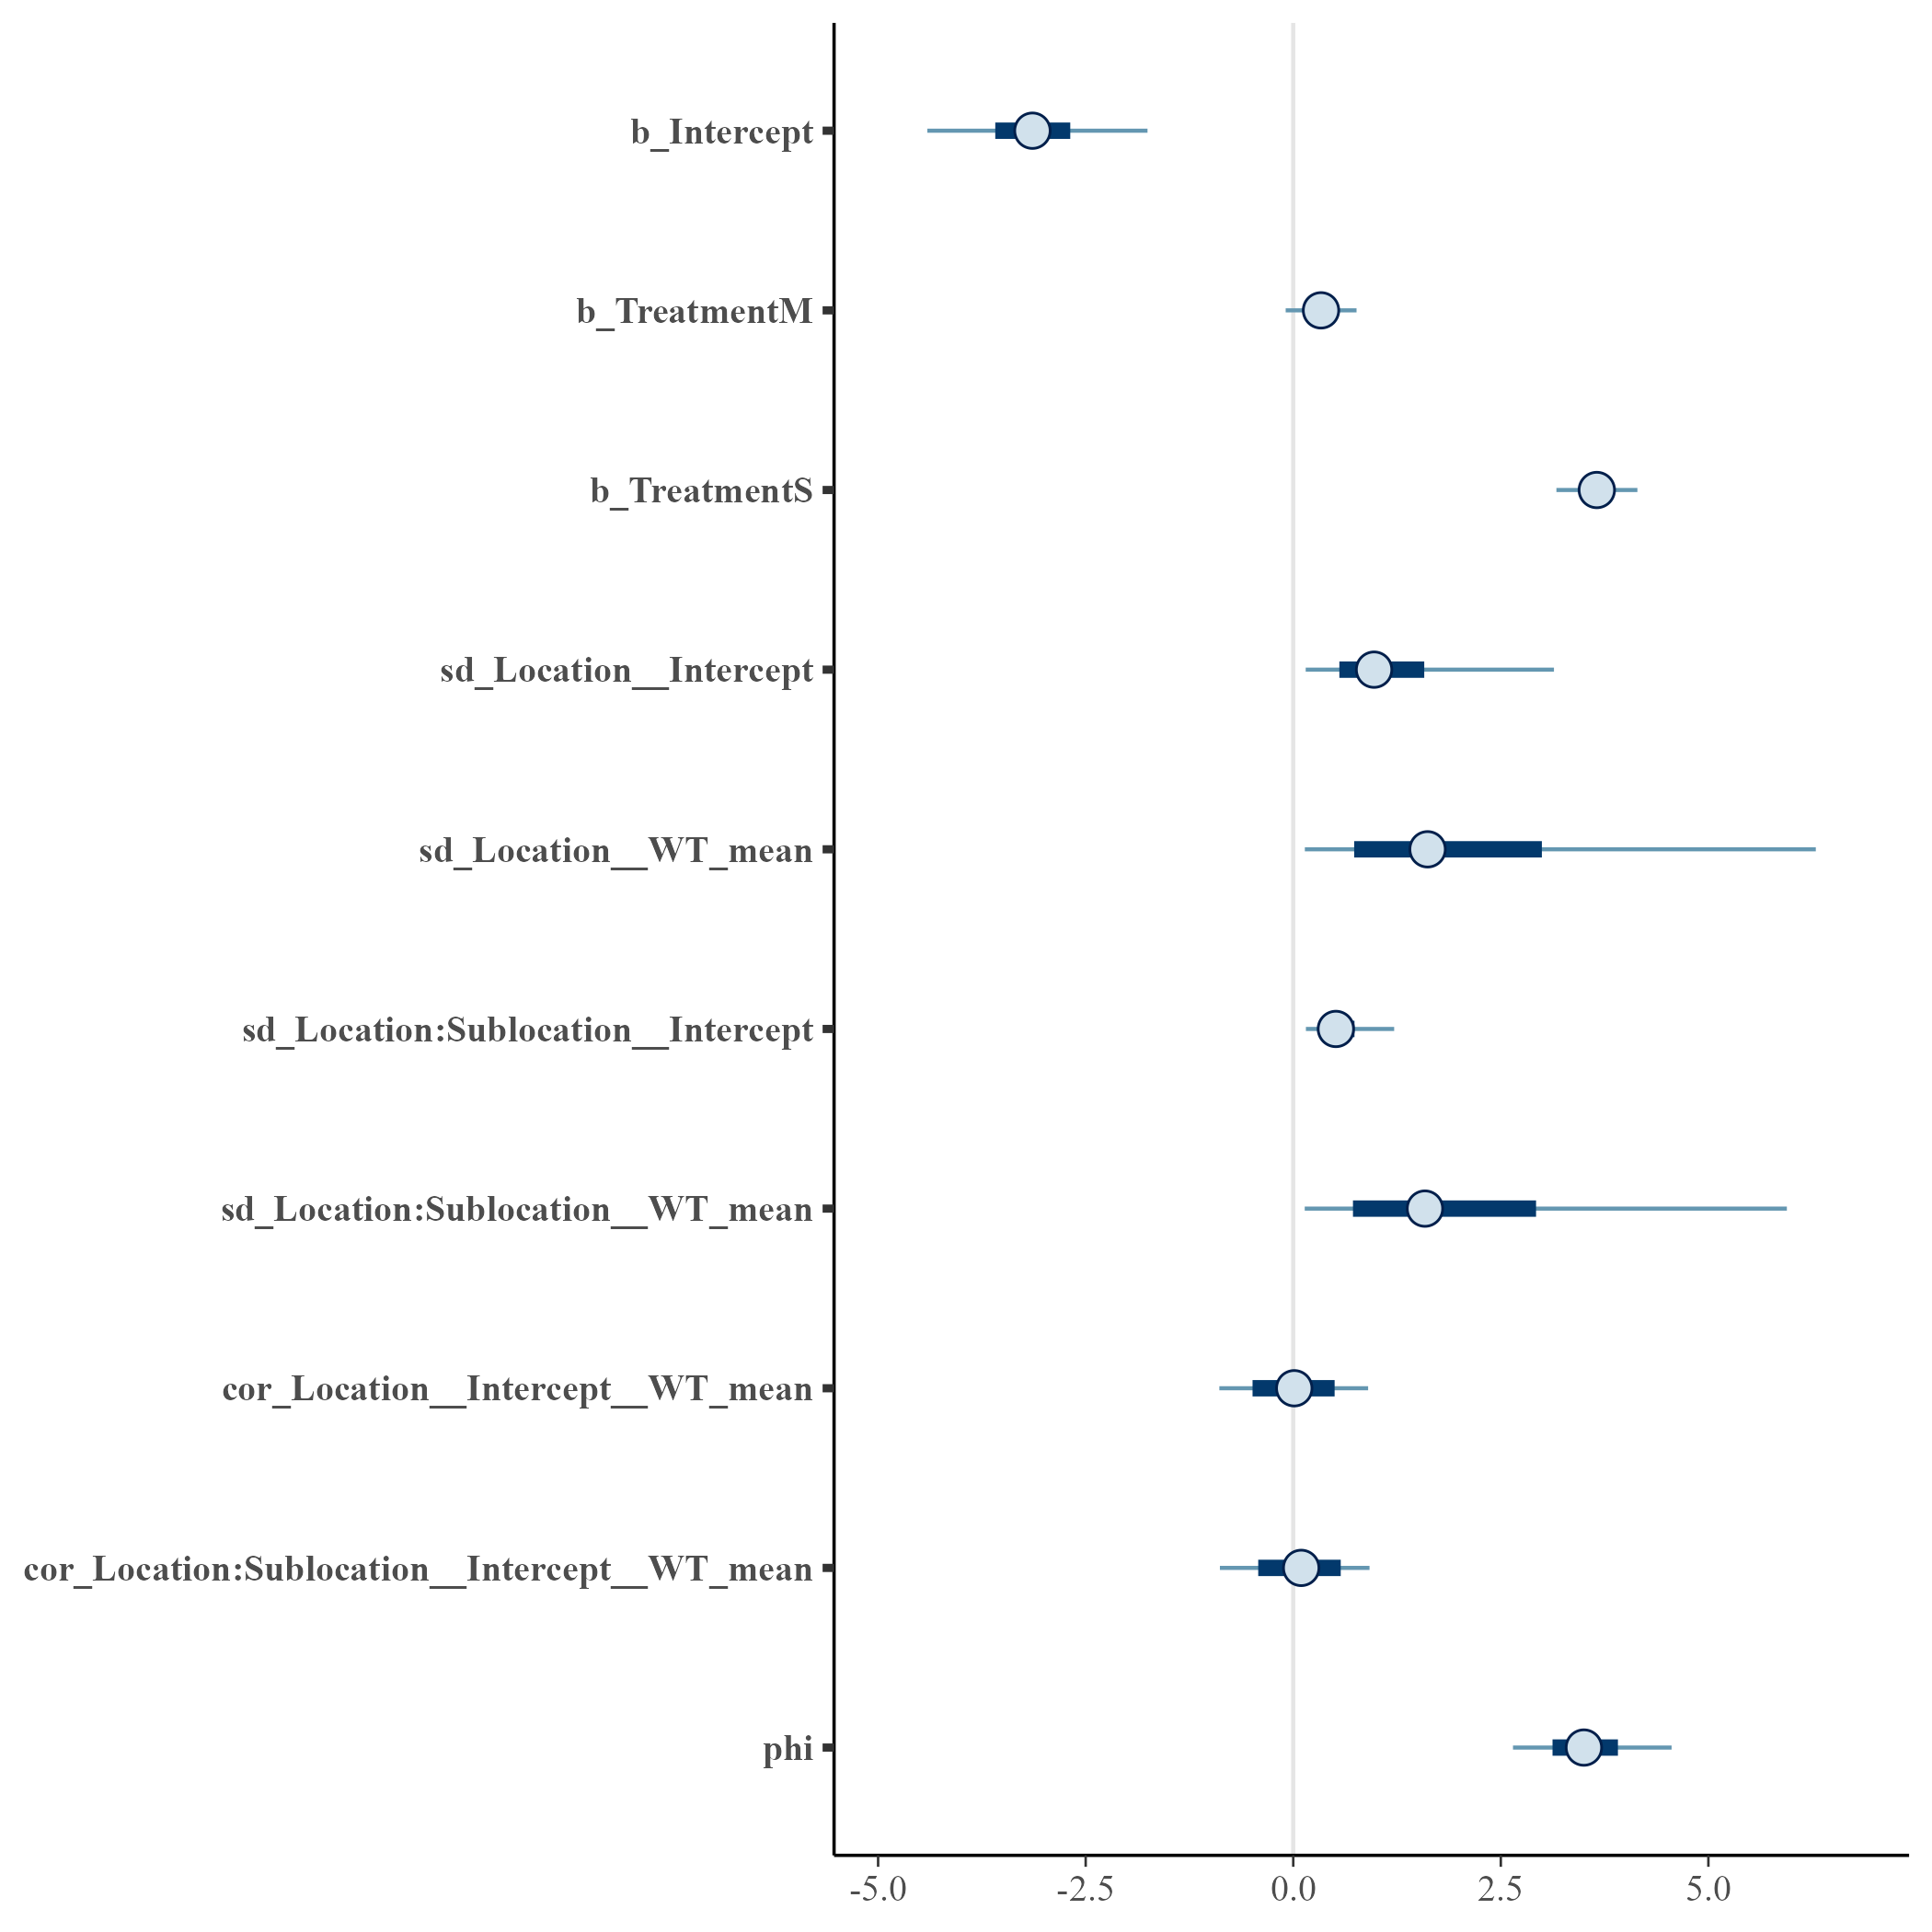 b_Intercept
b_TreatmentM
b_TreatmentS
sd_Location__Intercept
sd_Location__WT_mean
sd_Location:Sublocation__Intercept
sd_Location:Sublocation__WT_mean
cor_Location__Intercept__WT_mean
cor_Location:Sublocation__Intercept__WT_mean
phi
-5.0 -2.5 0.0 2.5 5.0